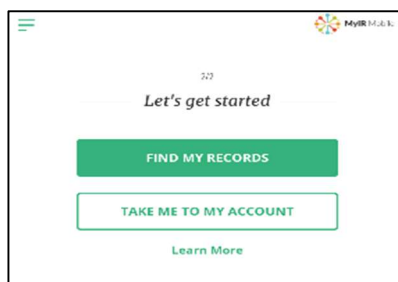 MyIR Mobile
Let's get started
FIND MY RECORDS
TAKE ME TO MY ACCOUNT
Learn More